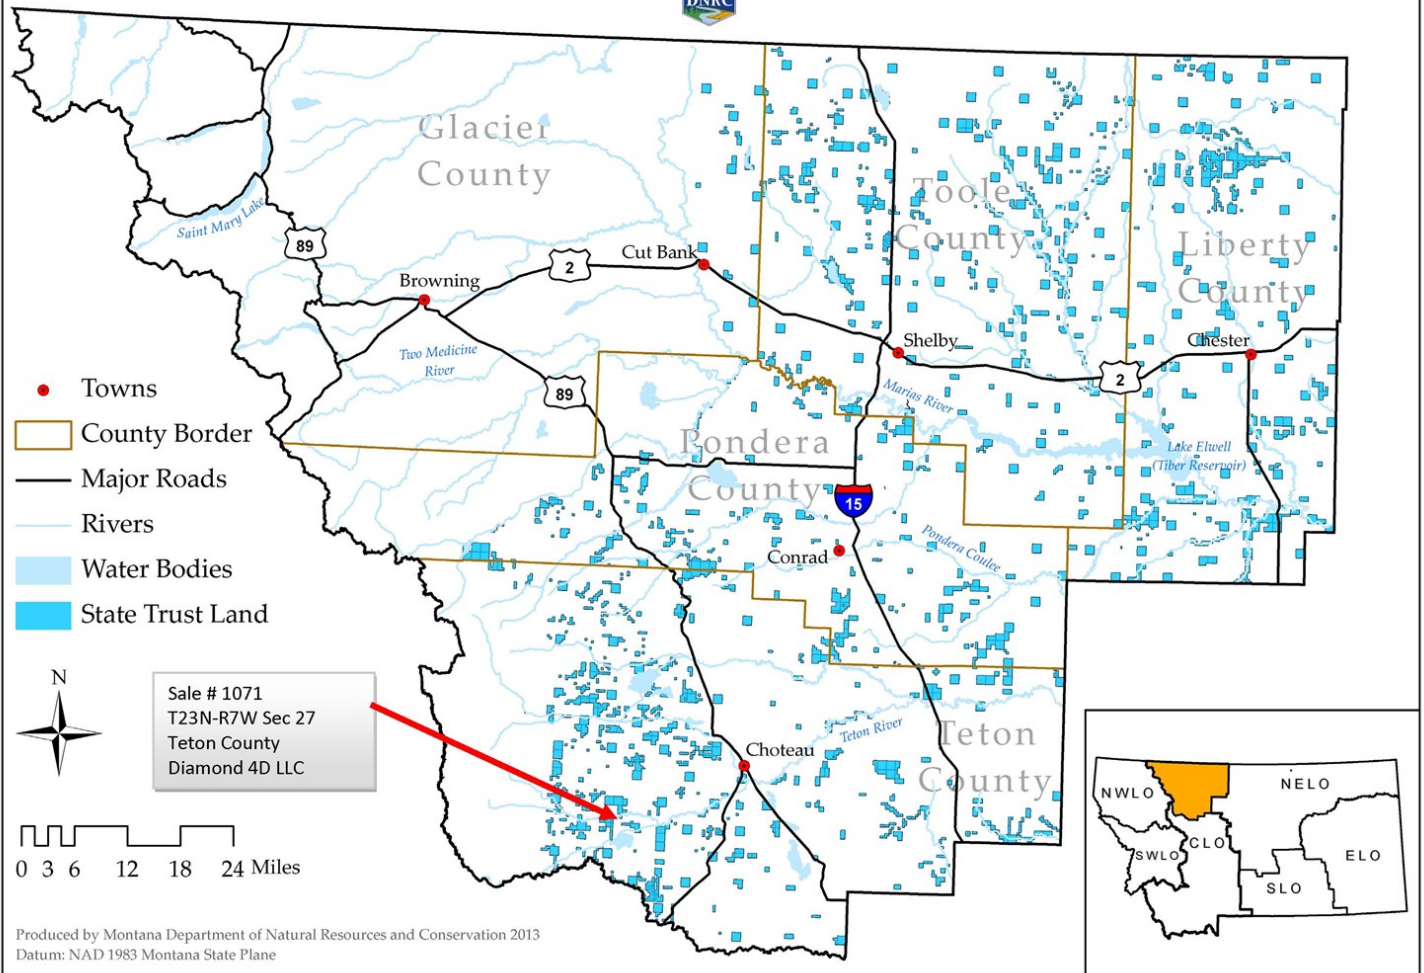 DNRC
Glacier
County
Toole
County
Liberty
County
Saint Mary Lake
89
2
Cut Bank
Browning
Shelby
Chester
Two Medicine
River
89
2
Marias River
Towns
County Border
Major Roads
Rivers
Water Bodies
State Trust Land
Pondera
County
Lake Elwell
(Tiber Reservoir)
15
Conrad
Pondera Coulee
N
Sale # 1071
T23N-R7W Sec 27
Teton County
Diamond 4D LLC
Choteau
Teton River
Teton
County
0 3 6 12 18 24 Miles
NWLO
NELO
SWLO
CLO
ELO
SLO
Produced by Montana Department of Natural Resources and Conservation 2013
Datum: NAD 1983 Montana State Plane